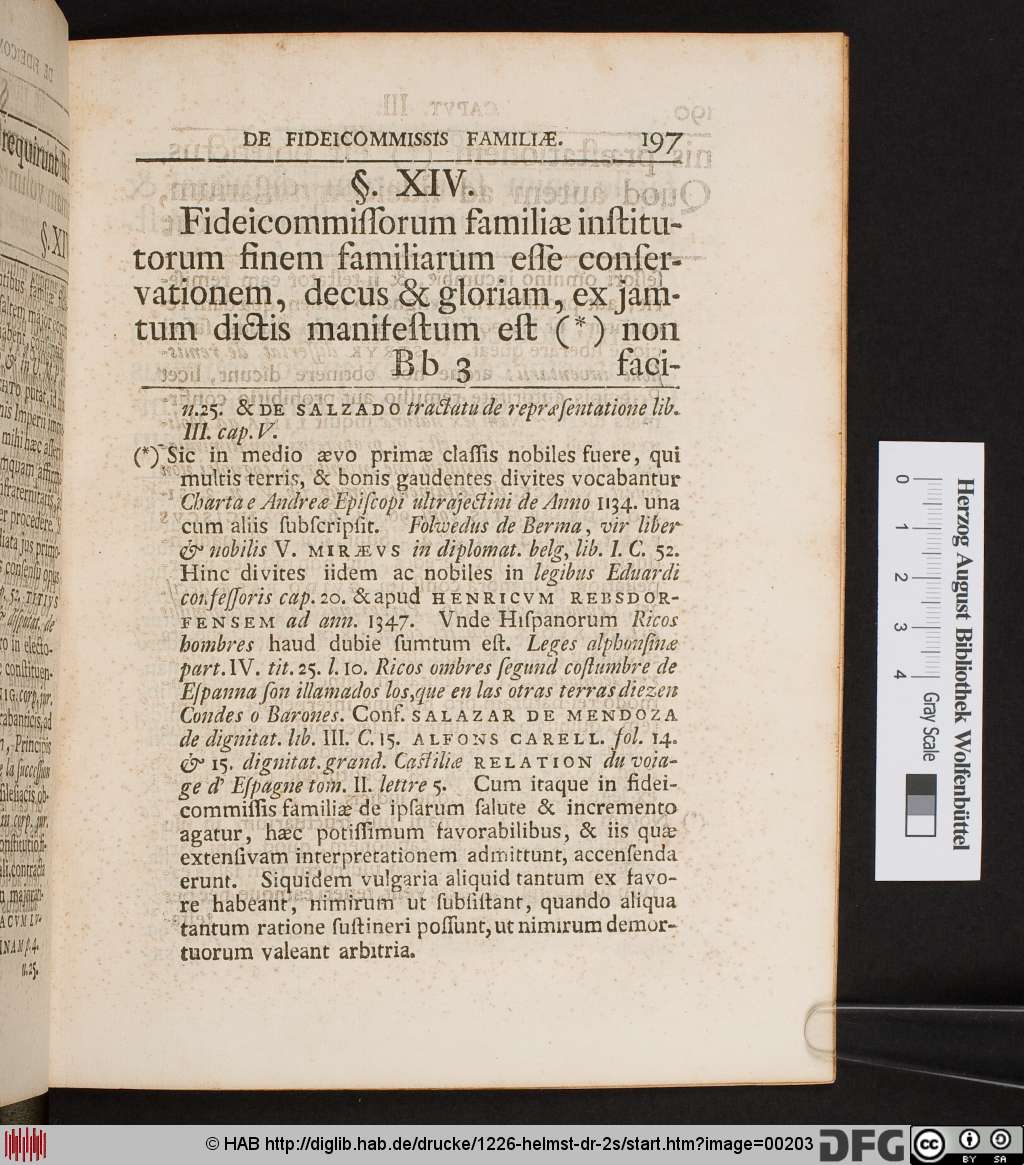 DE FIDEICOMMISSIS FAMILIÆ. 197
§. XIV.
Fideicommiſſorum familiæ inſtitu-
torum finem familiarum eſſe conſer-
vationem, decus & gloriam, ex jam-
tum dictis manifeſtum eſt (*) non
Bb 3 faci-
n.25. & DE SALZADO tractatu de repræſentatione lib.
III. cap. V.
(*) Sic in medio ævo primæ claſſis nobiles fuere, qui
multis terris, & bonis gaudentes divites vocabantur
Chartae Andreæ Epiſcopi ultrajectini de Anno 1134. una
cum aliis ſubſcripſit. Folwedus de Berma, vir liber
& nobilis V. MIRÆVS in diplomat. belg, lib. I. C. 52.
Hinc divites iidem ac nobiles in legibus Eduardi
confeſſoris cap. 20. & apud HENRICVM REBSDOR-
FENSEM ad ann. 1347. Vnde Hiſpanorum Ricos
hombres haud dubie ſumtum eſt. Leges alphonſinæ
part. IV. tit. 25. l. 10. Ricos ombres ſegund coſtumbre de
Eſpanna ſon illamados los, que en las otras terras diezen
Condes o Barones. Conf. SALAZAR DE MENDOZA
de dignitat. lib. III. C. 15. ALFONS CARELL. fol. 14.
& 15. dignitat. grand. Caſtiliæ RELATION du voia-
ge d' Eſpagne tom. II. lettre 5. Cum itaque in fidei-
commiſſis familiæ de ipſarum ſalute & incremento
agatur, hæc potiſſimum favorabilibus, & iis quæ
extenſivam interpretationem admittunt, accenſenda
erunt. Siquidem vulgaria aliquid tantum ex favo-
re habeant, nimirum ut ſubſiſtant, quando aliqua
tantum ratione ſuſtineri poſſunt, ut nimirum demor-
tuorum valeant arbitria.
Herzog August Bibliothek Wolfenbüttel
0 1 2 3 4 Gray Scale
© HAB http://diglib.hab.de/drucke/1226-helmst-dr-2s/start.htm?image=00203 DFG cc BY SA